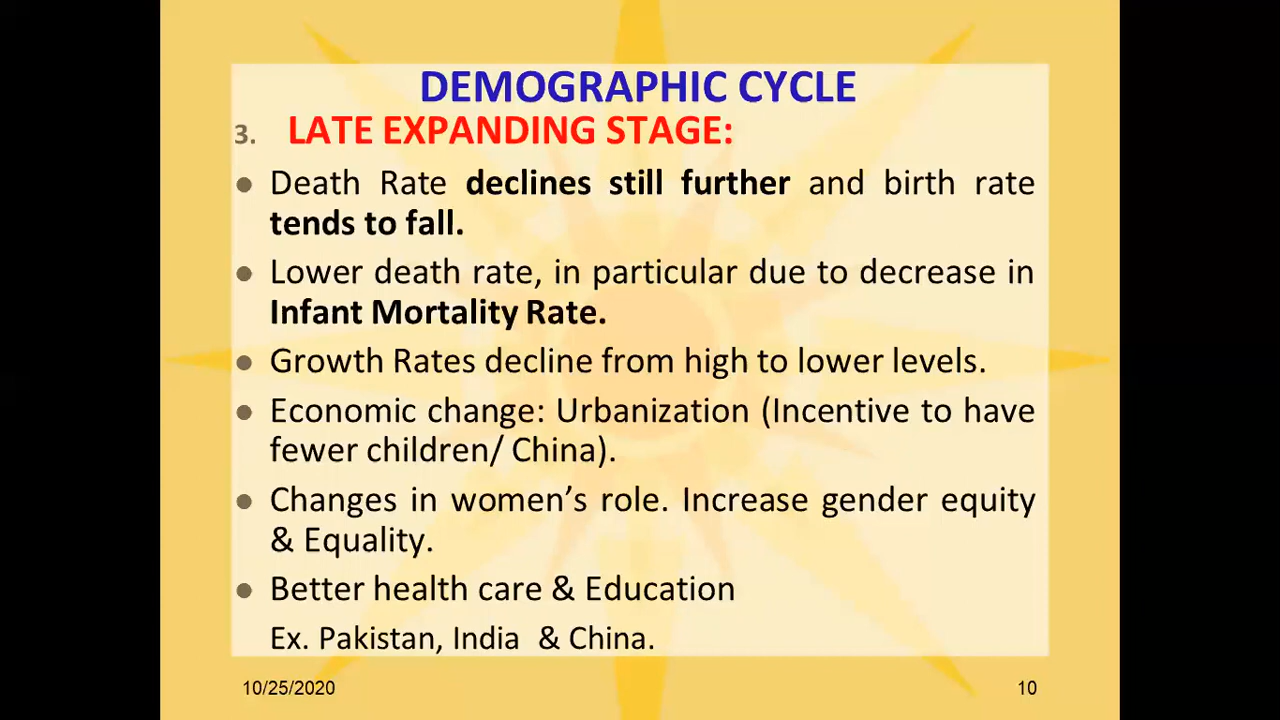 DEMOGRAPHIC CYCLE
3. LATE EXPANDING STAGE:
● Death Rate declines still further and birth rate
tends to fall.
● Lower death rate, in particular due to decrease in
Infant Mortality Rate.
● Growth Rates decline from high to lower levels.
● Economic change: Urbanization (Incentive to have
fewer children/ China).
● Changes in women’s role. Increase gender equity
& Equality.
● Better health care & Education
Ex. Pakistan, India & China.
10/25/2020
10